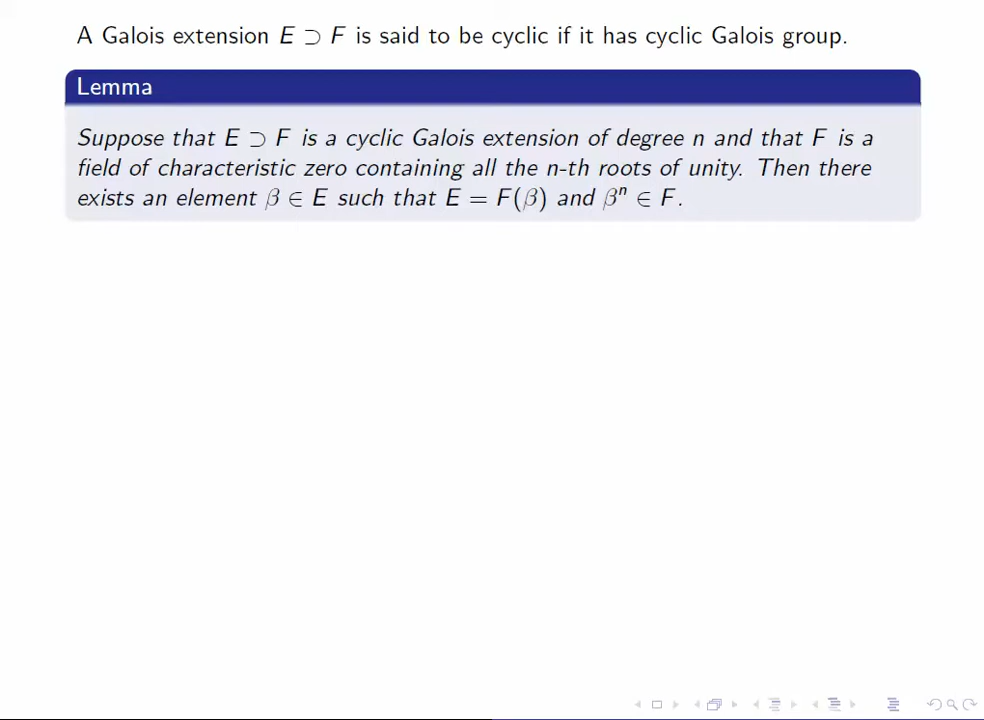 A Galois extension E ⊃ F is said to be cyclic if it has cyclic Galois group.
Lemma
Suppose that E ⊃ F is a cyclic Galois extension of degree n and that F is a
field of characteristic zero containing all the n-th roots of unity. Then there
exists an element β ∈ E such that E = F(β) and βⁿ ∈ F.